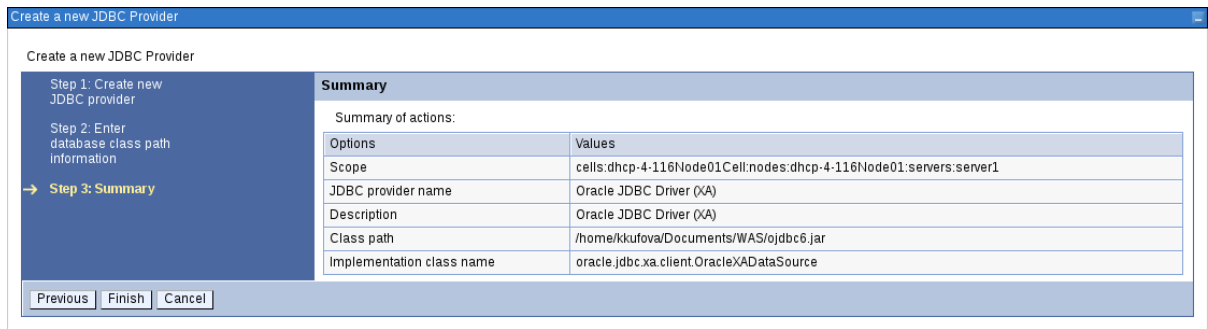 Create a new JDBC Provider
Create a new JDBC Provider
Step 1: Create new
JDBC provider
Step 2: Enter
database class path
information
Step 3: Summary
Summary
Summary of actions:
Options Values
Scope cells:dhcp-4-116Node01Cell:nodes:dhcp-4-116Node01:servers:server1
JDBC provider name Oracle JDBC Driver (XA)
Description Oracle JDBC Driver (XA)
Class path /home/kkufova/Documents/WAS/ojdbc6.jar
Implementation class name oracle.jdbc.xa.client.OracleXADataSource
Previous Finish Cancel